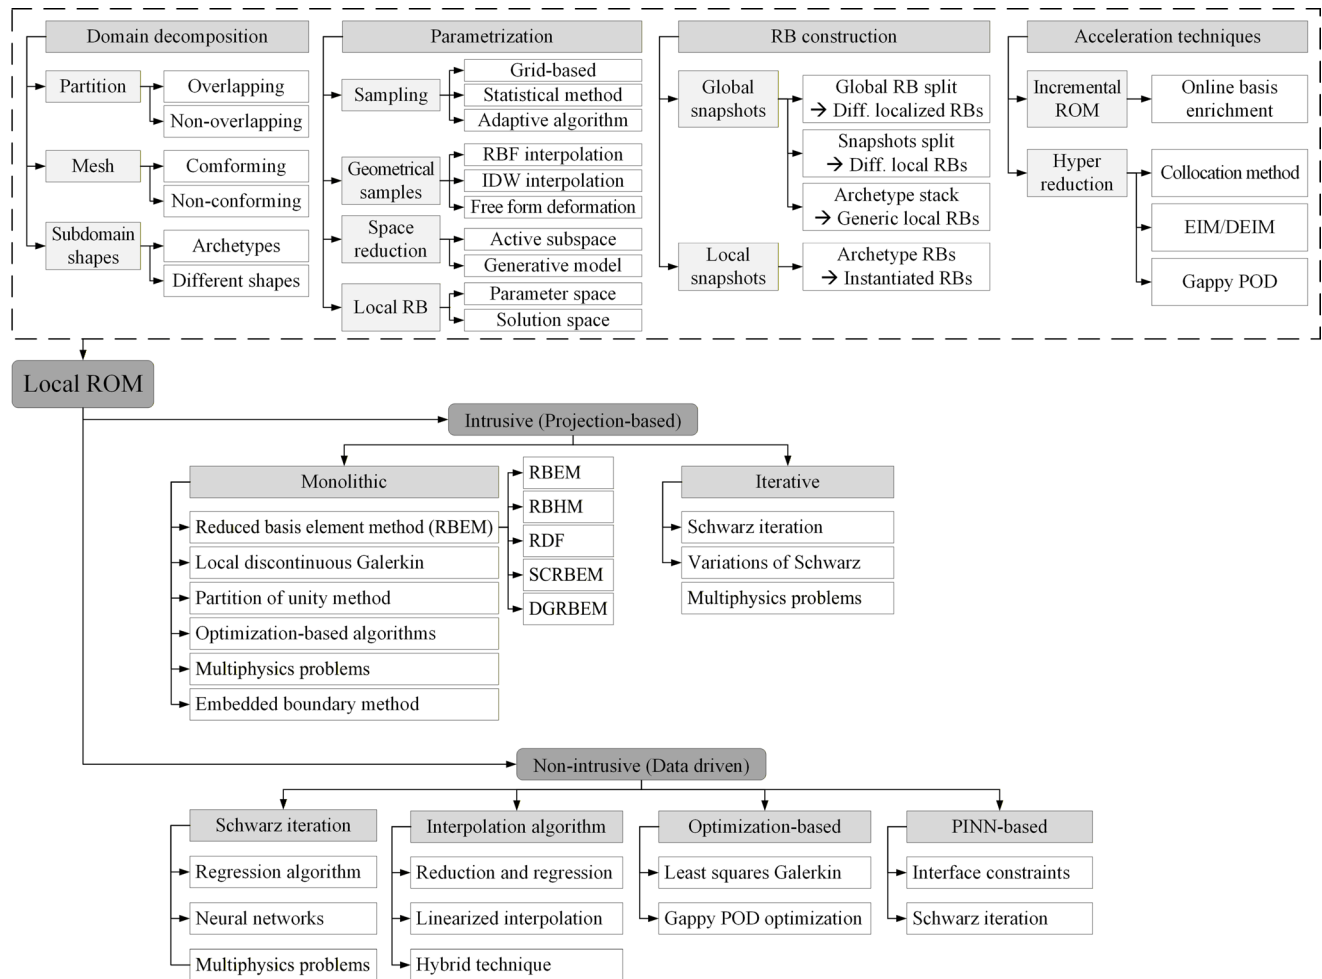 Domain decomposition
Partition
Overlapping
Non-overlapping
Mesh
Comforming
Non-conforming
Subdomain
shapes
Archetypes
Different shapes
Parametrization
Sampling
Grid-based
Statistical method
Adaptive algorithm
Geometrical
samples
RBF interpolation
IDW interpolation
Free form deformation
Space
reduction
Active subspace
Generative model
Local RB
Parameter space
Solution space
RB construction
Global
snapshots
Global RB split
→ Diff. localized RBs
Snapshots split
→ Diff. local RBs
Archetype stack
→ Generic local RBs
Local
snapshots
Archetype RBs
→ Instantiated RBs
Acceleration techniques
Incremental
ROM
Online basis
enrichment
Hyper
reduction
Collocation method
EIM/DEIM
Gappy POD
Local ROM
Intrusive (Projection-based)
Monolithic
Reduced basis element method (RBEM)
Local discontinuous Galerkin
Partition of unity method
Optimization-based algorithms
Multiphysics problems
Embedded boundary method
RBEM
RBHM
RDF
SCRBEM
DGRBEM
Iterative
Schwarz iteration
Variations of Schwarz
Multiphysics problems
Non-intrusive (Data driven)
Schwarz iteration
Regression algorithm
Neural networks
Multiphysics problems
Interpolation algorithm
Reduction and regression
Linearized interpolation
Hybrid technique
Optimization-based
Least squares Galerkin
Gappy POD optimization
PINN-based
Interface constraints
Schwarz iteration